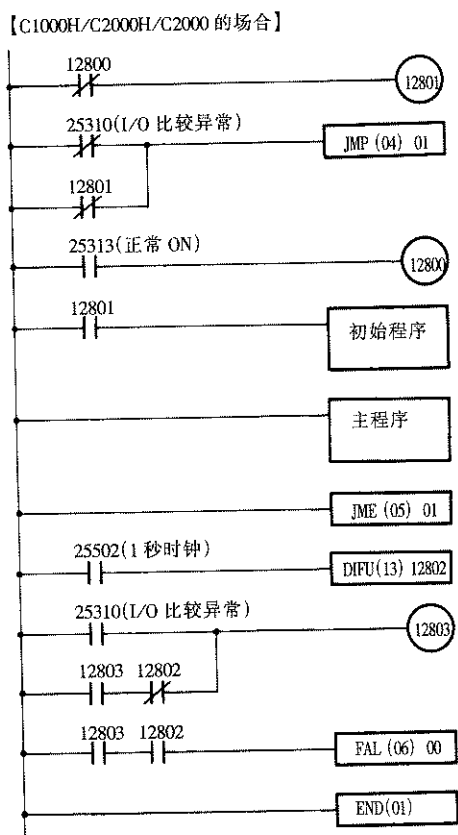 【C1000H/C2000H/C2000 的场合】
12800
12801
25310(I/O 比较异常)
JMP (04) 01
12801
25313(正常 ON)
12800
12801
初始程序
主程序
JME (05) 01
25502(1 秒时钟)
DIFU(13) 12802
25310(I/O 比较异常)
12803
12803 12802
12803 12802
FAL (06) 00
END(01)